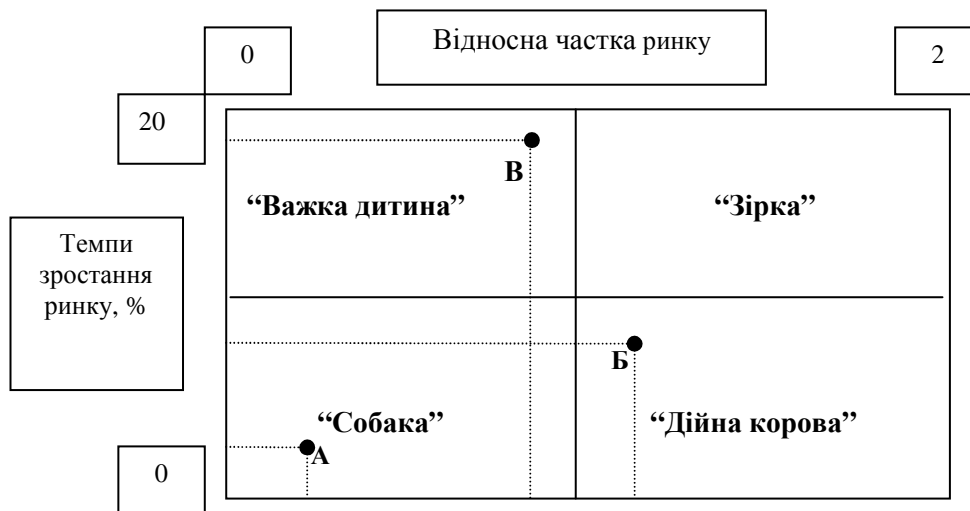 0
Відносна частка ринку
2
20
В
“Важка дитина”
“Зірка”
Темпи
зростання
ринку, %
Б
“Собака”
“Дійна корова”
А
0